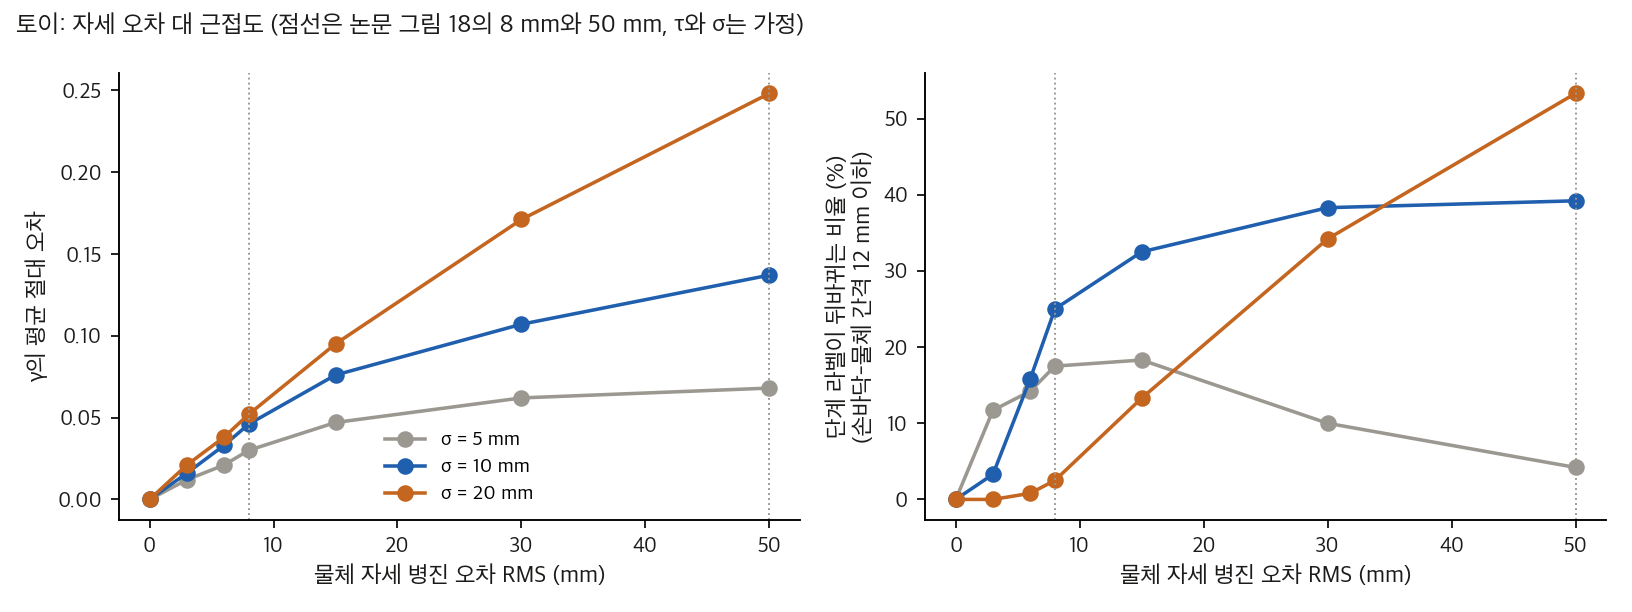 토이: 자세 오차 대 근접도 (점선은 논문 그림 18의 8 mm와 50 mm, τ와 σ는 가정)
γ의 평균 절대 오차
0.25
0.20
0.15
0.10
0.05
0.00
σ = 5 mm
σ = 10 mm
σ = 20 mm
0 10 20 30 40 50
물체 자세 병진 오차 RMS (mm)
단계 라벨이 뒤바뀌는 비율 (%)
(손바닥-물체 간격 12 mm 이하)
50
40
30
20
10
0
0 10 20 30 40 50
물체 자세 병진 오차 RMS (mm)